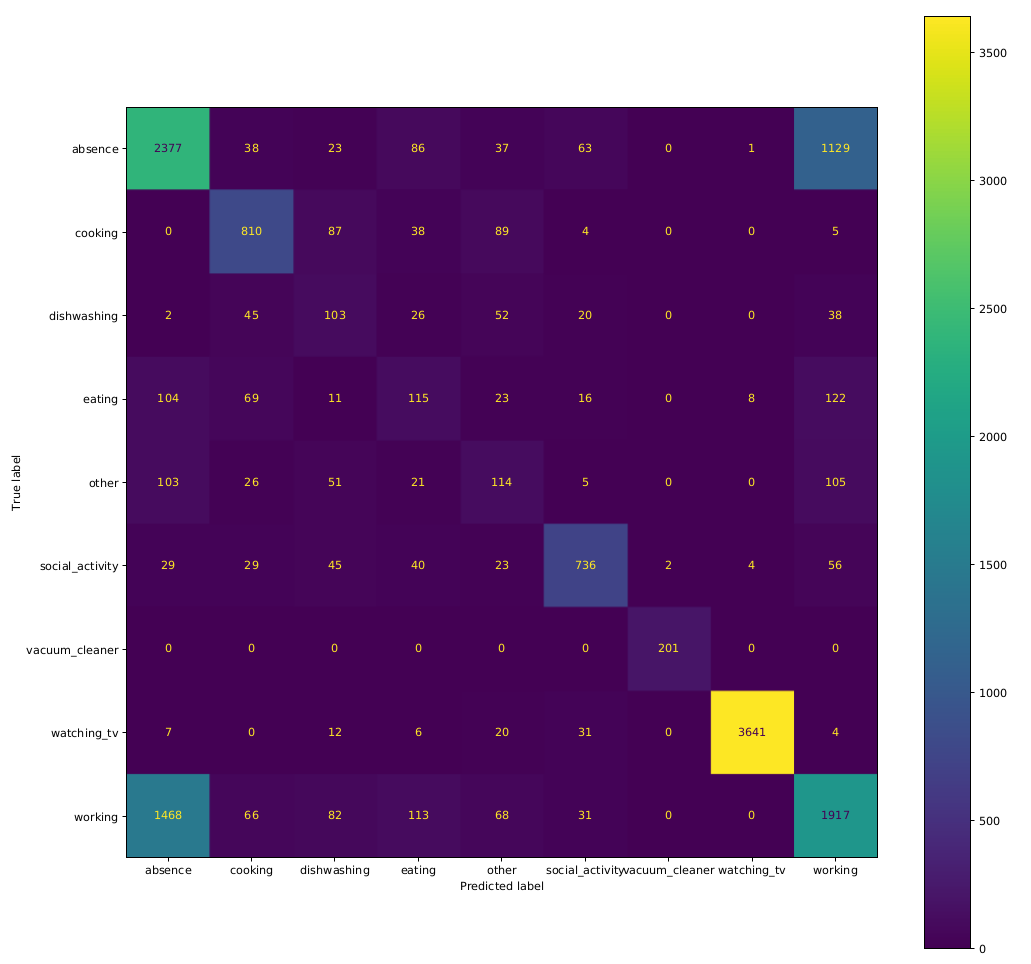 absence 2377 38 23 86 37 63 0 1 1129
cooking 0 810 87 38 89 4 0 0 5
dishwashing 2 45 103 26 52 20 0 0 38
eating 104 69 11 115 23 16 0 8 122
other 103 26 51 21 114 5 0 0 105
social_activity 29 29 45 40 23 736 2 4 56
vacuum_cleaner 0 0 0 0 0 0 201 0 0
watching_tv 7 0 12 6 20 31 0 3641 4
working 1468 66 82 113 68 31 0 0 1917
absence cooking dishwashing eating other social_activity vacuum_cleaner watching_tv working
Predicted label
True label
3500
3000
2500
2000
1500
1000
500
0